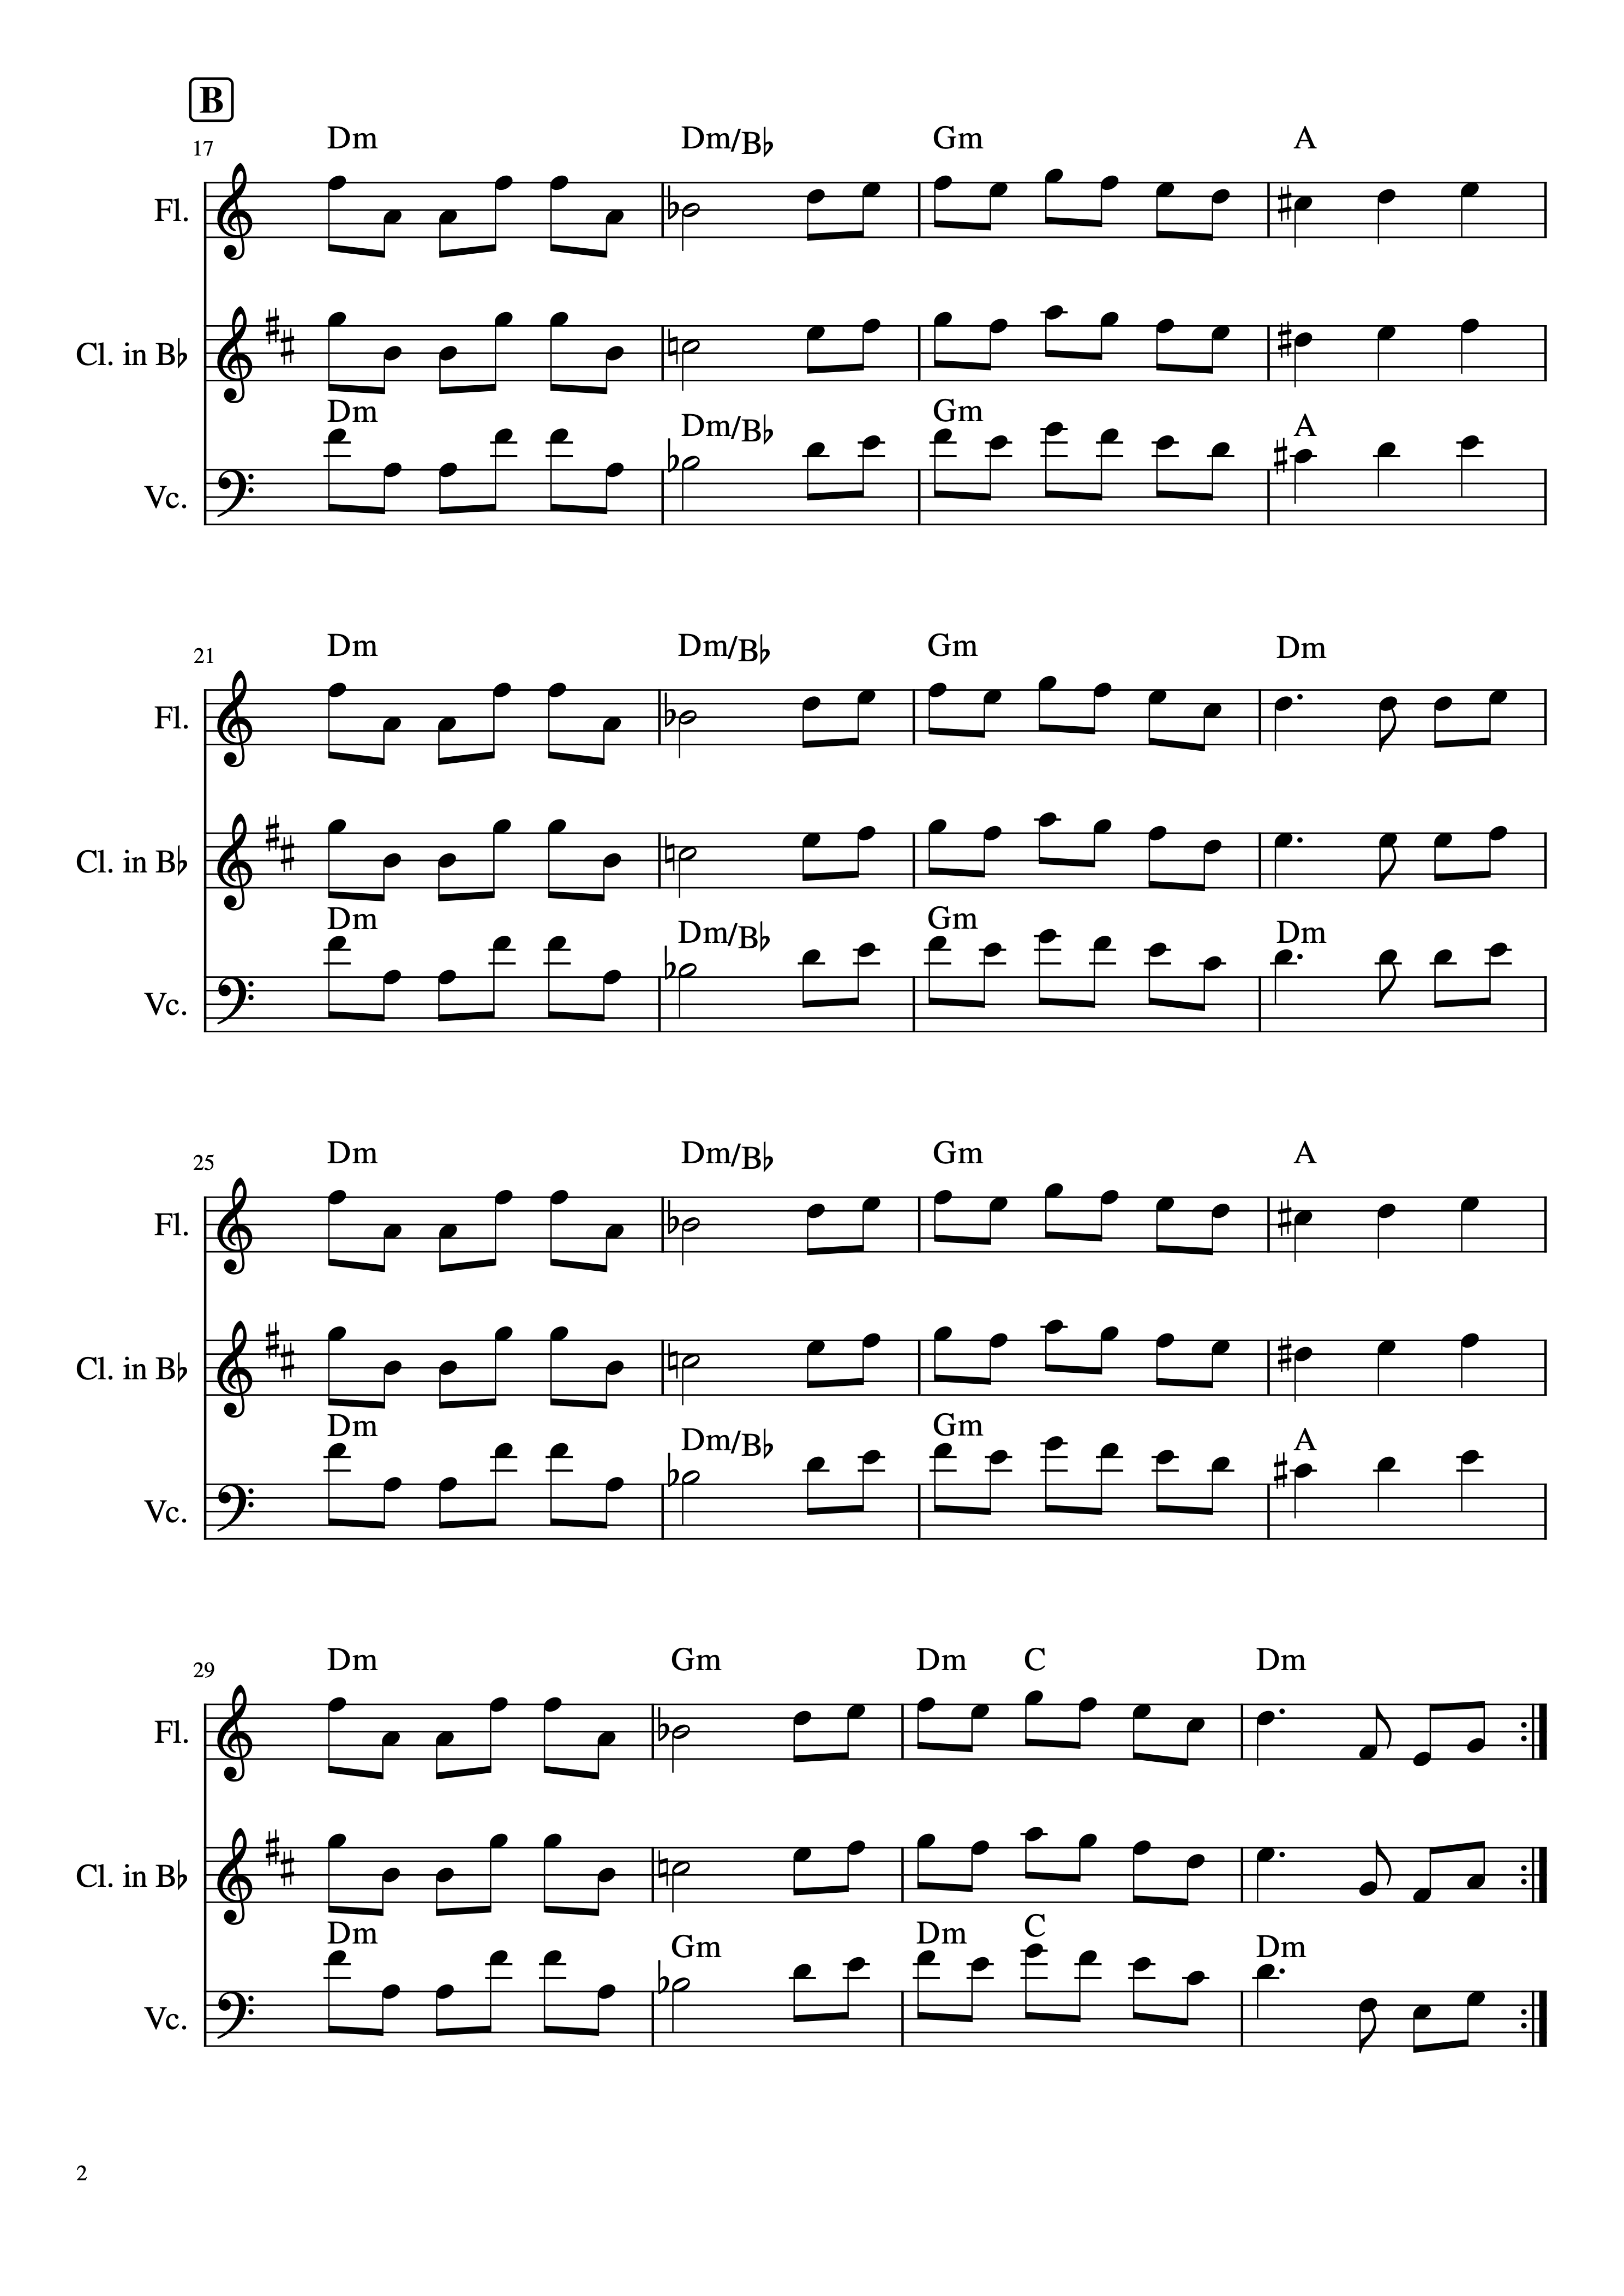 B
17 Dm Dm/B♭ Gm A
Fl.
Cl. in B♭
Dm Dm/B♭ Gm A
Vc.
21 Dm Dm/B♭ Gm Dm
Fl.
Cl. in B♭
Dm Dm/B♭ Gm Dm
Vc.
25 Dm Dm/B♭ Gm A
Fl.
Cl. in B♭
Dm Dm/B♭ Gm A
Vc.
29 Dm Gm Dm C Dm
Fl.
Cl. in B♭
Dm Gm Dm C Dm
Vc.
2